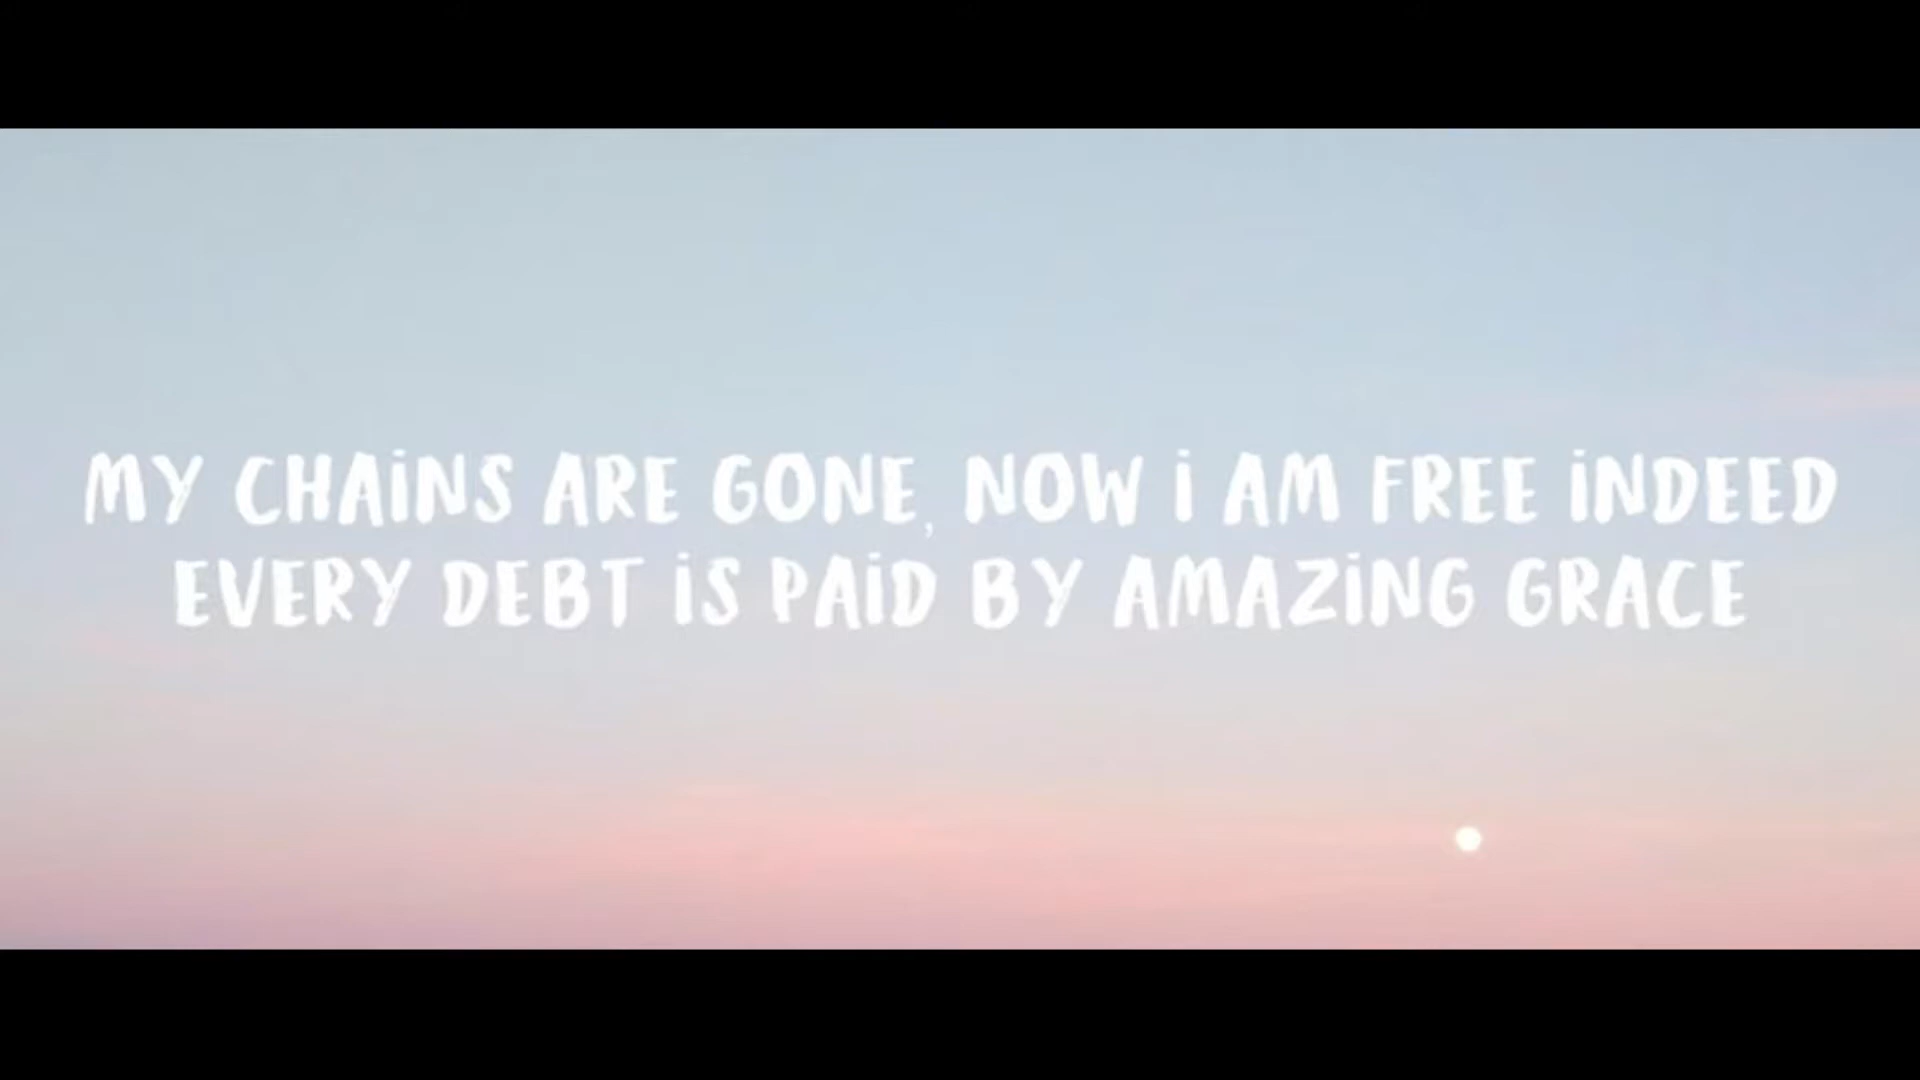 MY CHAiNS ARE GONE, NOW i AM FREE iNDEED
EVERY DEBT iS PAiD BY AMAZiNG GRACE